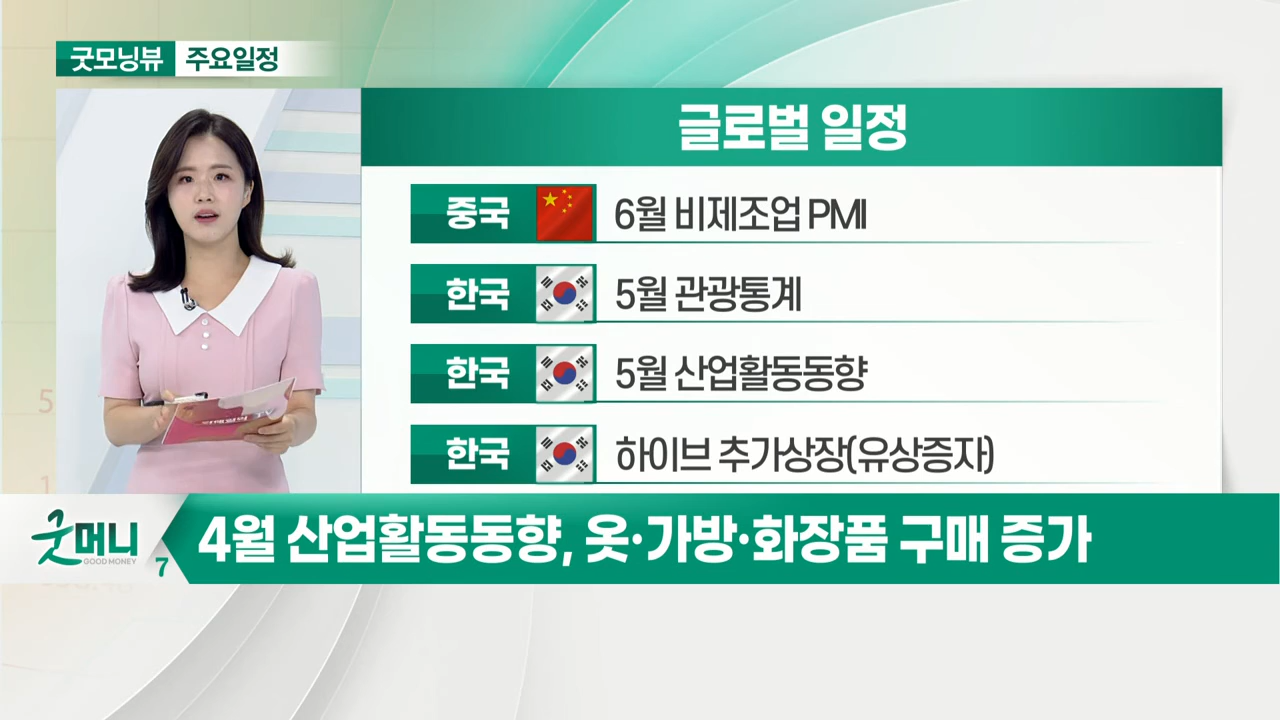 굿모닝뷰 주요일정
글로벌 일정
중국 6월 비제조업 PMI
한국 5월 관광통계
한국 5월 산업활동동향
한국 하이브 추가상장(유상증자)
굿머니
GOOD MONEY
7
4월 산업활동동향, 옷·가방·화장품 구매 증가
5
1